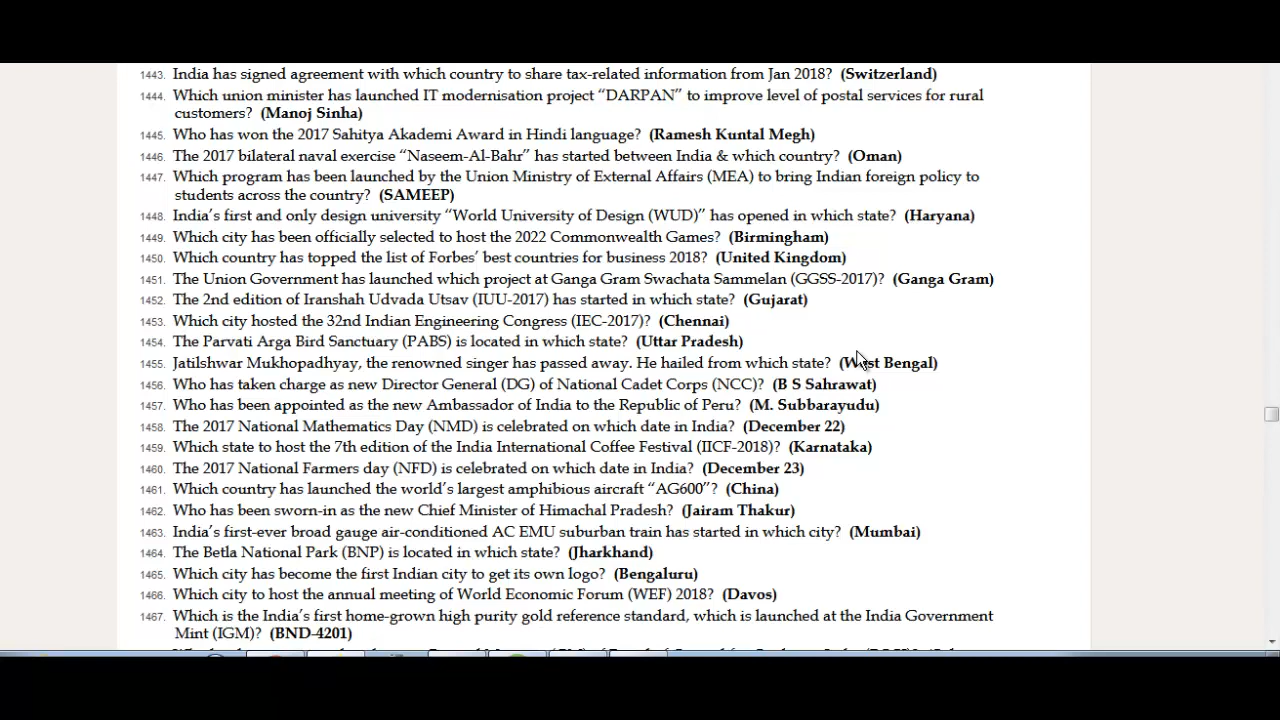 1443. India has signed agreement with which country to share tax-related information from Jan 2018? (Switzerland)
1444. Which union minister has launched IT modernisation project “DARPAN” to improve level of postal services for rural
customers? (Manoj Sinha)
1445. Who has won the 2017 Sahitya Akademi Award in Hindi language? (Ramesh Kuntal Megh)
1446. The 2017 bilateral naval exercise “Naseem-Al-Bahr” has started between India & which country? (Oman)
1447. Which program has been launched by the Union Ministry of External Affairs (MEA) to bring Indian foreign policy to
students across the country? (SAMEEP)
1448. India’s first and only design university “World University of Design (WUD)” has opened in which state? (Haryana)
1449. Which city has been officially selected to host the 2022 Commonwealth Games? (Birmingham)
1450. Which country has topped the list of Forbes’ best countries for business 2018? (United Kingdom)
1451. The Union Government has launched which project at Ganga Gram Swachata Sammelan (GGSS-2017)? (Ganga Gram)
1452. The 2nd edition of Iranshah Udvada Utsav (IUU-2017) has started in which state? (Gujarat)
1453. Which city hosted the 32nd Indian Engineering Congress (IEC-2017)? (Chennai)
1454. The Parvati Arga Bird Sanctuary (PABS) is located in which state? (Uttar Pradesh)
1455. Jatilshwar Mukhopadhyay, the renowned singer has passed away. He hailed from which state? (West Bengal)
1456. Who has taken charge as new Director General (DG) of National Cadet Corps (NCC)? (B S Sahrawat)
1457. Who has been appointed as the new Ambassador of India to the Republic of Peru? (M. Subbarayudu)
1458. The 2017 National Mathematics Day (NMD) is celebrated on which date in India? (December 22)
1459. Which state to host the 7th edition of the India International Coffee Festival (IICF-2018)? (Karnataka)
1460. The 2017 National Farmers day (NFD) is celebrated on which date in India? (December 23)
1461. Which country has launched the world’s largest amphibious aircraft “AG600”? (China)
1462. Who has been sworn-in as the new Chief Minister of Himachal Pradesh? (Jairam Thakur)
1463. India’s first-ever broad gauge air-conditioned AC EMU suburban train has started in which city? (Mumbai)
1464. The Betla National Park (BNP) is located in which state? (Jharkhand)
1465. Which city has become the first Indian city to get its own logo? (Bengaluru)
1466. Which city to host the annual meeting of World Economic Forum (WEF) 2018? (Davos)
1467. Which is the India’s first home-grown high purity gold reference standard, which is launched at the India Government
Mint (IGM)? (BND-4201)